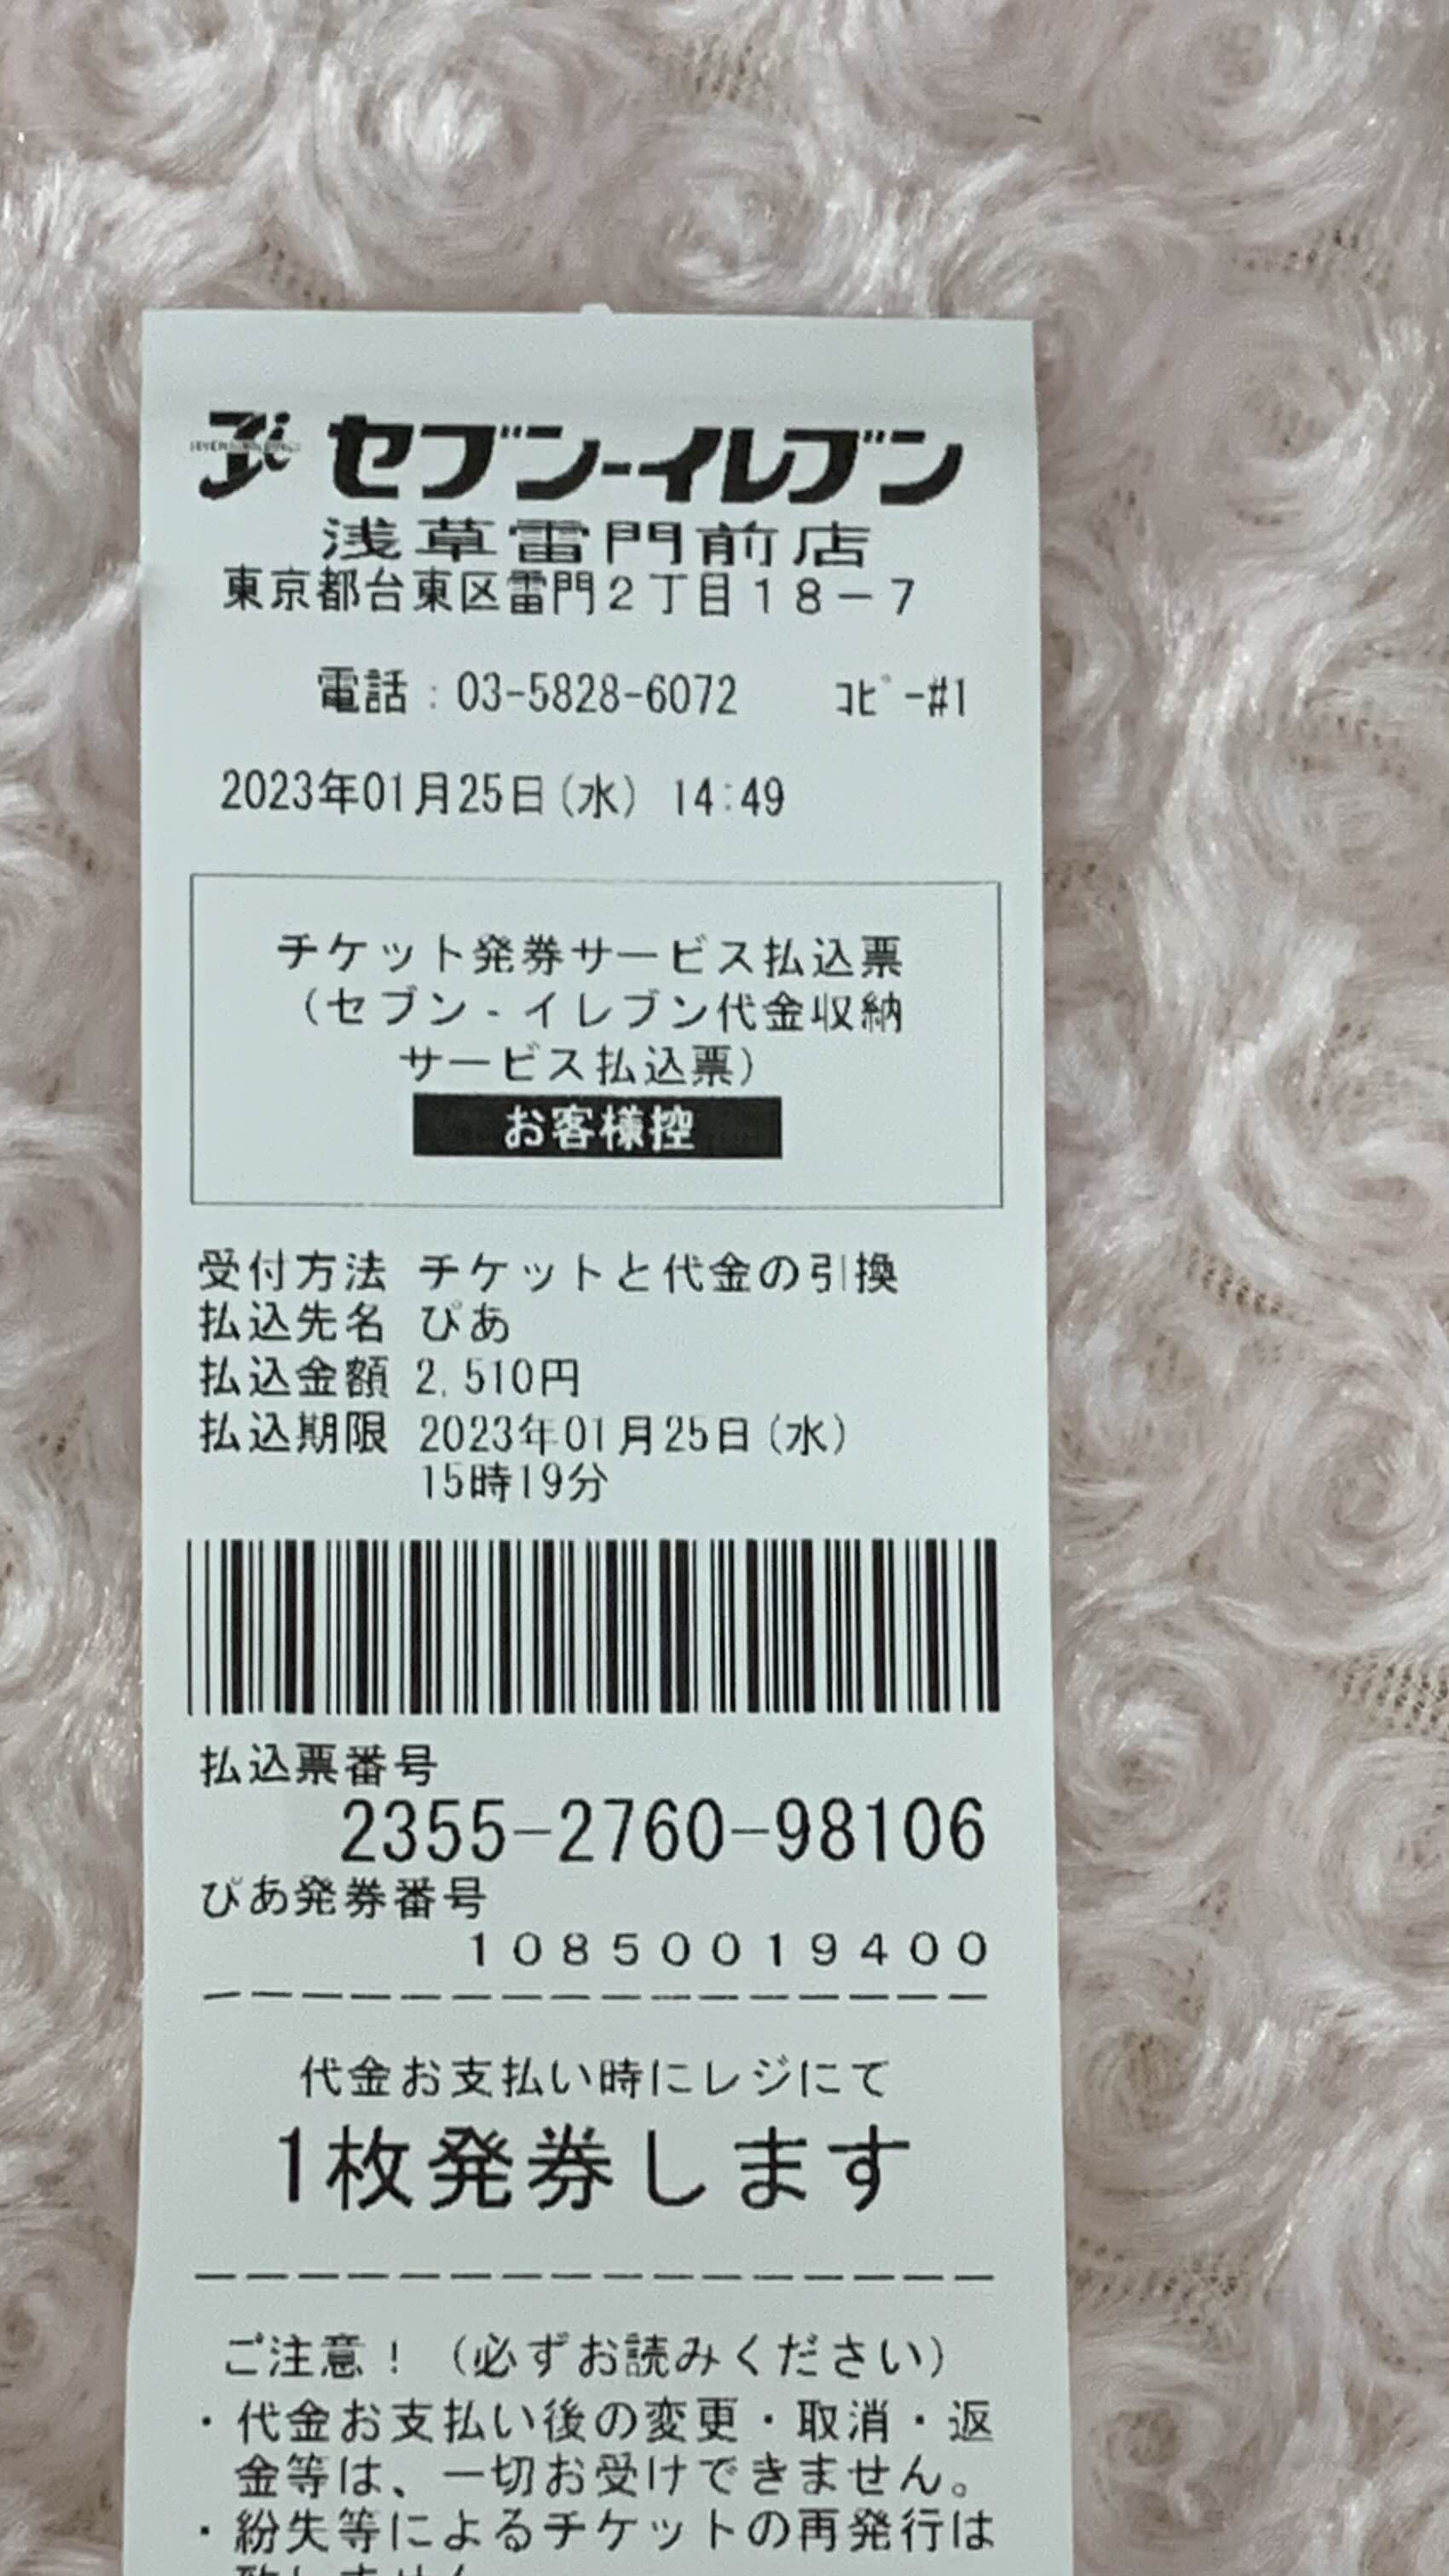 セブン-イレブン
浅草雷門前店
東京都台東区雷門2丁目18-7
電話：03-5828-6072　ｺﾋﾟｰ#1
2023年01月25日(水) 14:49
チケット発券サービス払込票
(セブン-イレブン代金収納
サービス払込票)
お客様控
受付方法 チケットと代金の引換
払込先名 ぴあ
払込金額 2,510円
払込期限 2023年01月25日(水)
15時19分
払込票番号
2355-2760-98106
ぴあ発券番号
10850019400
代金お支払い時にレジにて
1枚発券します
ご注意！（必ずお読みください）
・代金お支払い後の変更・取消・返
金等は、一切お受けできません。
・紛失等によるチケットの再発行は